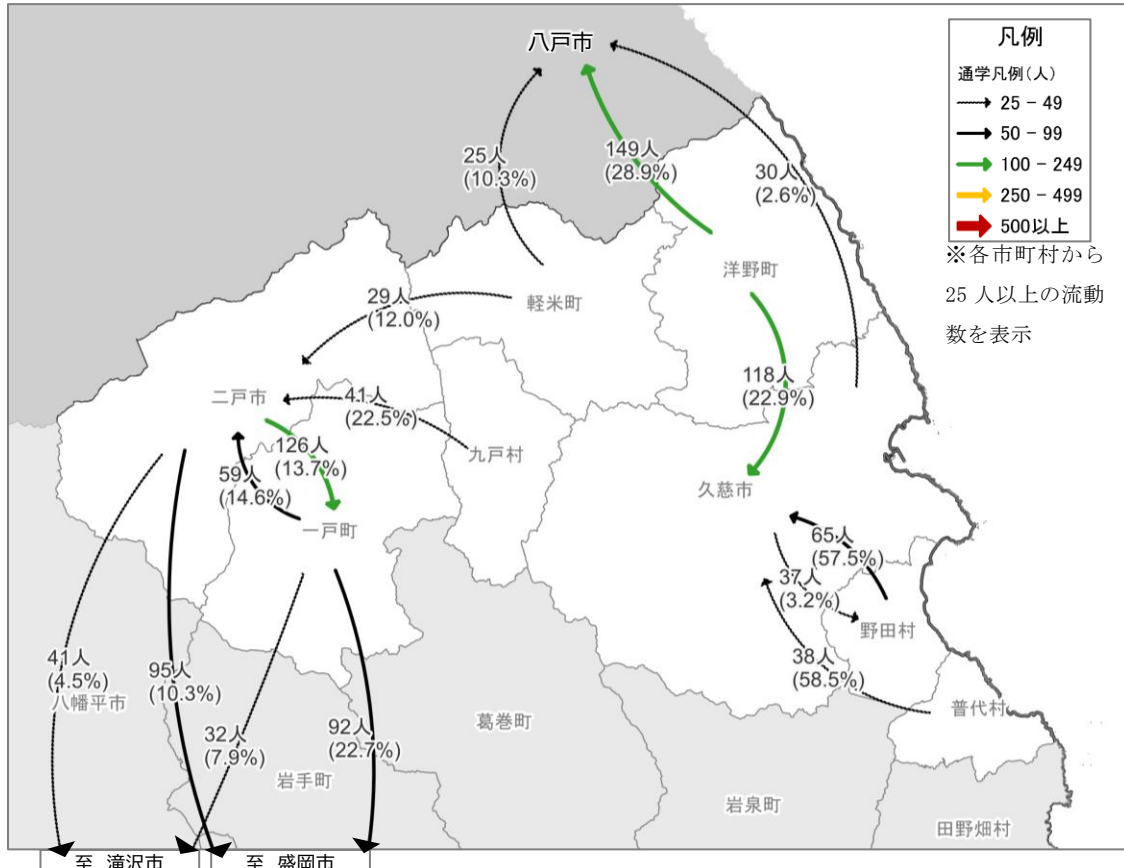 八戸市
凡例
通学凡例(人)
25 - 49
50 - 99
100 - 249
250 - 499
500以上
※各市町村から
25 人以上の流動
数を表示
25人
(10.3%)
149人
(28.9%)
30人
(2.6%)
洋野町
軽米町
29人
(12.0%)
二戸市
41人
(22.5%)
118人
(22.9%)
126人
(13.7%)
九戸村
59人
(14.6%)
久慈市
一戸町
65人
(57.5%)
37人
(3.2%)
野田村
38人
(58.5%)
41人
(4.5%)
八幡平市
95人
(10.3%)
32人
(7.9%)
92人
(22.7%)
葛巻町
普代村
岩手町
岩泉町
田野畑村
至 滝沢市
至 盛岡市